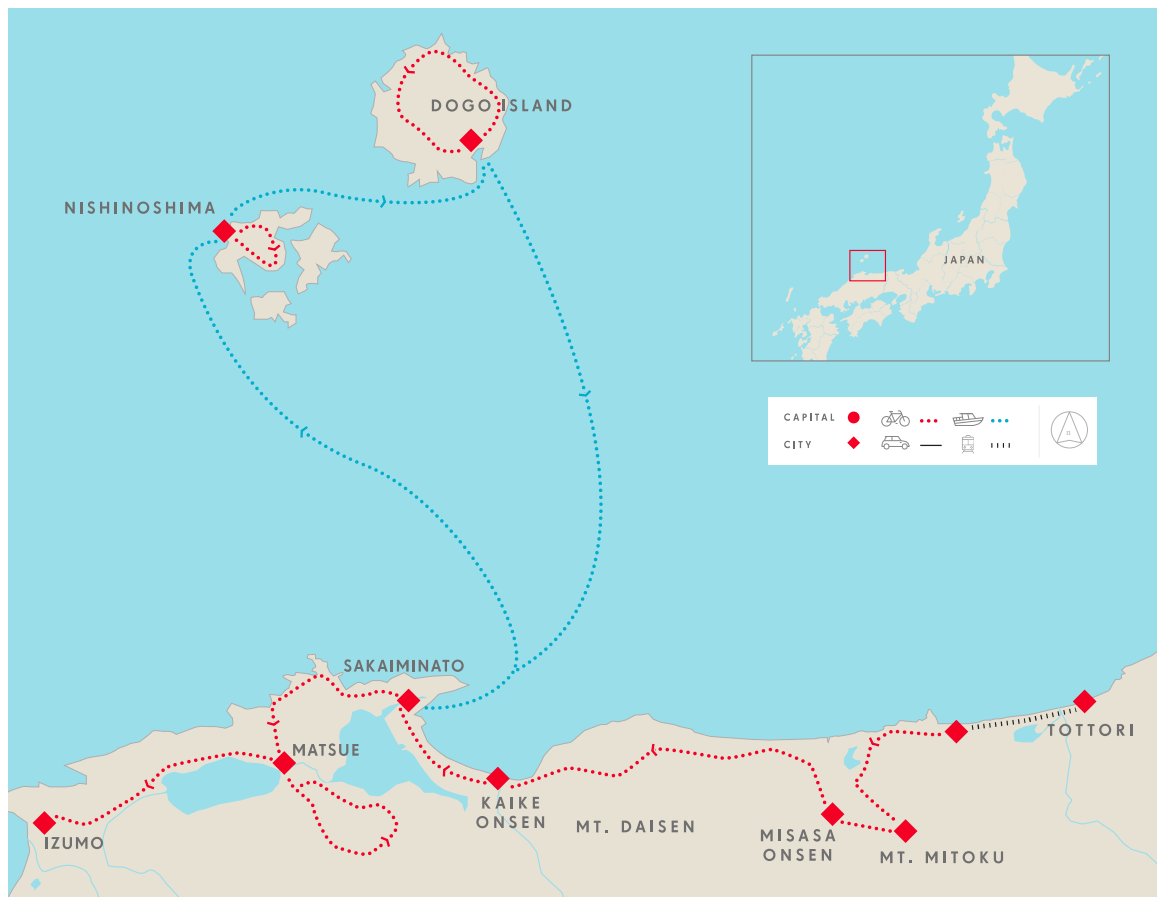 DOGO ISLAND
NISHINOSHIMA
JAPAN
CAPITAL
CITY
SAKAIMINATO
MATSUE
TOTTORI
KAIKE
ONSEN
MT. DAISEN
MISASA
ONSEN
MT. MITOKU
IZUMO